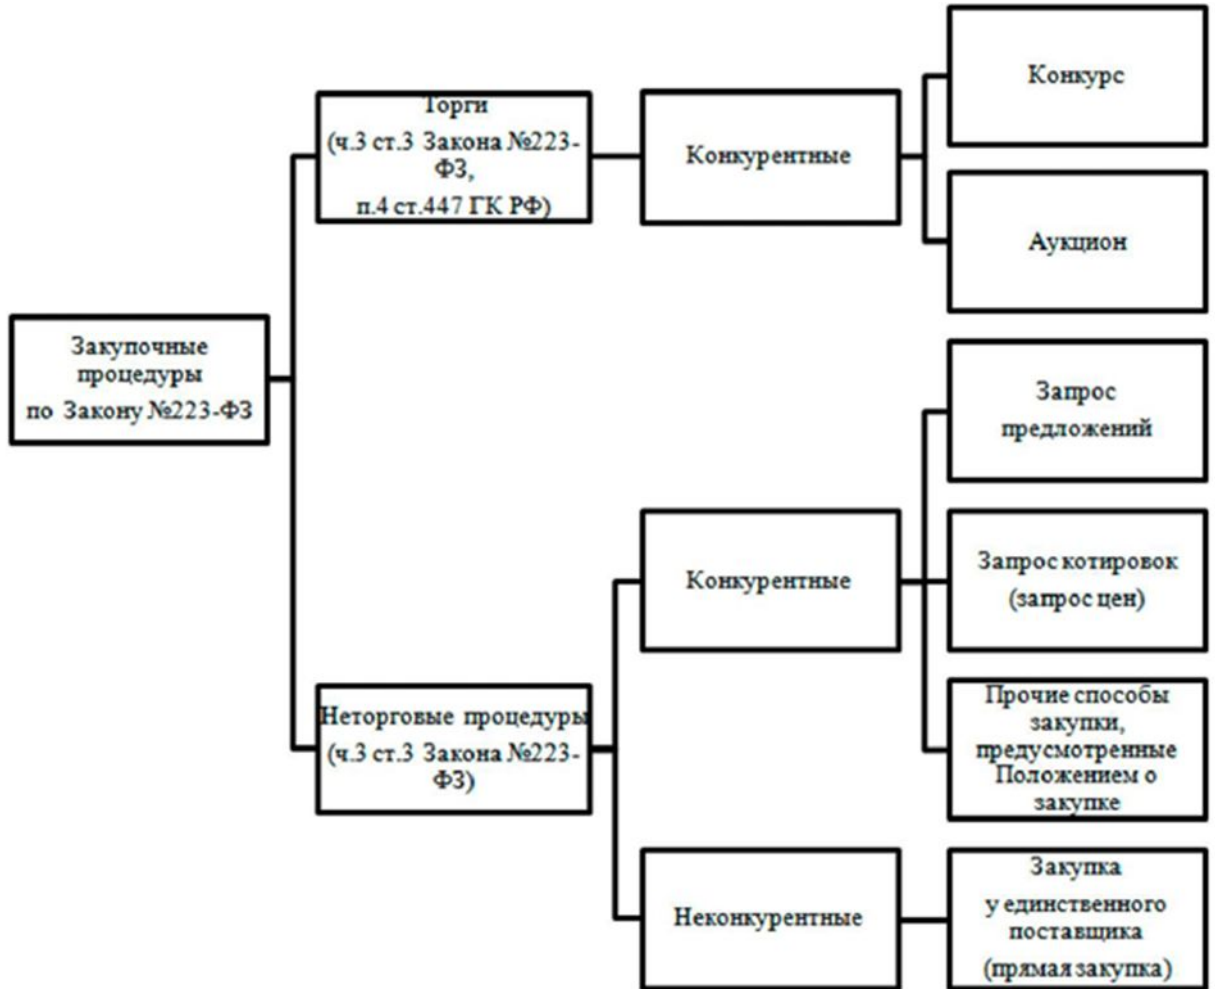 Закупочные
процедуры
по Закону №223-ФЗ
Торги
(ч.3 ст.3 Закона №223-
ФЗ,
п.4 ст.447 ГК РФ)
Конкурентные
Конкурс
Аукцион
Неторговые процедуры
(ч.3 ст.3 Закона №223-
ФЗ)
Конкурентные
Запрос
предложений
Запрос котировок
(запрос цен)
Прочие способы
закупки,
предусмотренные
Положением о
закупке
Неконкурентные
Закупка
у единственного
поставщика
(прямая закупка)